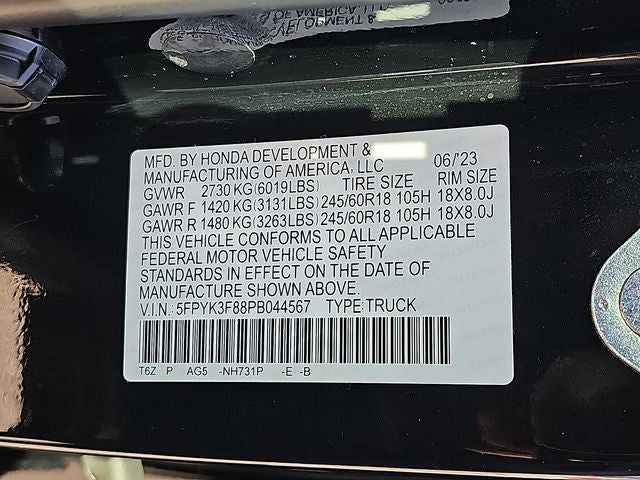 MFD. BY HONDA DEVELOPMENT &
MANUFACTURING OF AMERICA, LLC 06/'23
GVWR 2730 KG(6019LBS) TIRE SIZE RIM SIZE
GAWR F 1420 KG(3131LBS) 245/60R18 105H 18X8.0J
GAWR R 1480 KG(3263LBS) 245/60R18 105H 18X8.0J
THIS VEHICLE CONFORMS TO ALL APPLICABLE
FEDERAL MOTOR VEHICLE SAFETY
STANDARDS IN EFFECT ON THE DATE OF
MANUFACTURE SHOWN ABOVE.
V.I.N.: 5FPYK3F88PB044567 TYPE:TRUCK
T6Z P AG5 -NH731P -E -B